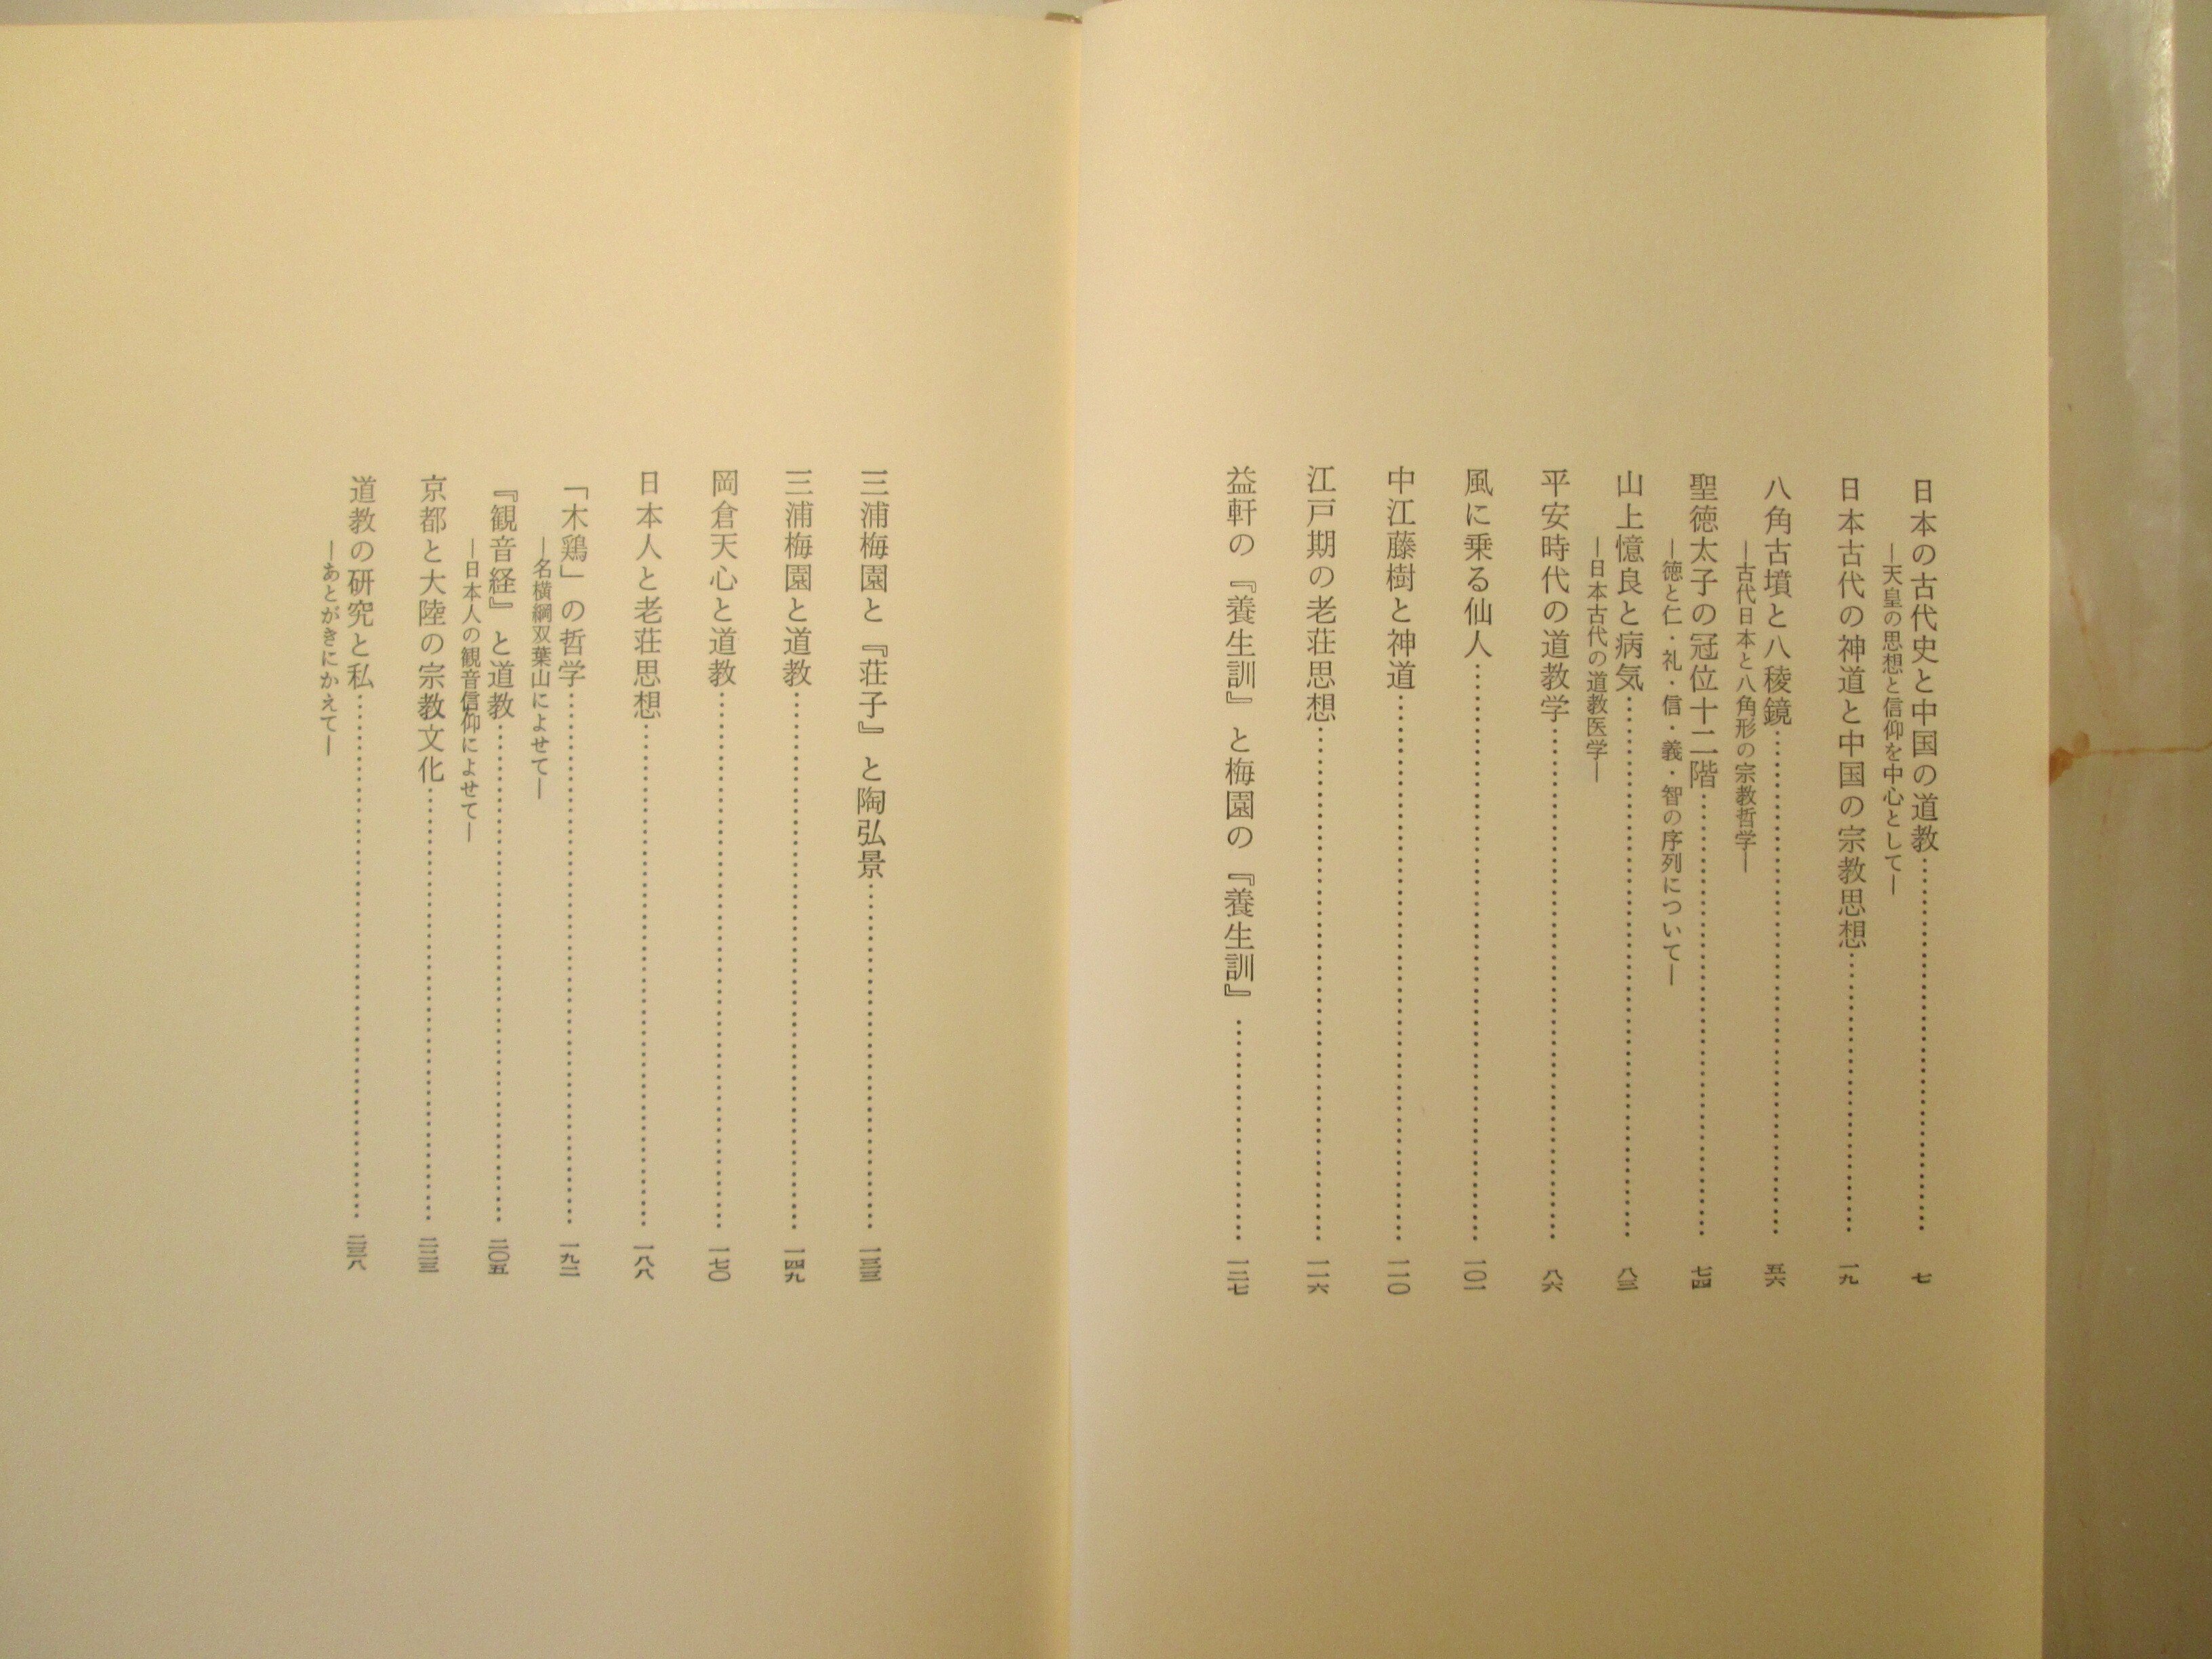 日本の古代史と中国の道教……七
―天皇の思想と信仰を中心として―
日本古代の神道と中国の宗教思想……一九
八角古墳と八稜鏡……五六
―古代日本と八角形の宗教哲学―
聖徳太子の冠位十二階……七四
―徳と仁・礼・信・義・智の序列について―
山上憶良と病気……八三
―日本古代の道教医学―
平安時代の道教学……八六
風に乗る仙人……一〇一
中江藤樹と神道……一一〇
江戸期の老荘思想……一一六
益軒の『養生訓』と梅園の『養生訓』……一二七
三浦梅園と『荘子』と陶弘景……一三三
三浦梅園と道教……一四九
岡倉天心と道教……一七〇
日本人と老荘思想……一八八
「木鶏」の哲学……一九二
―名横綱双葉山によせて―
『観音経』と道教……二〇五
―日本人の観音信仰によせて―
京都と大陸の宗教文化……二二三
道教の研究と私……二三八
―あとがきにかえて―